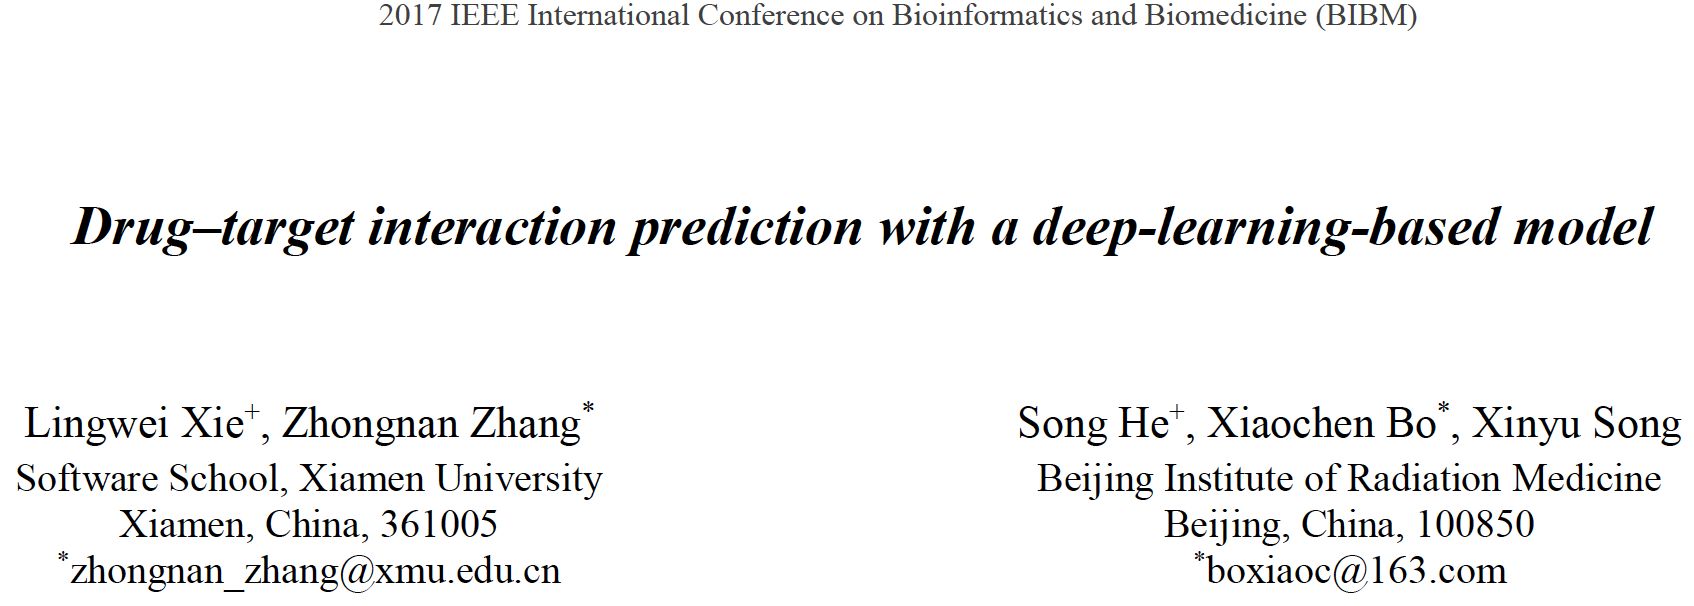 2017 IEEE International Conference on Bioinformatics and Biomedicine (BIBM)
Drug–target interaction prediction with a deep-learning-based model
Lingwei Xie+, Zhongnan Zhang*
Software School, Xiamen University
Xiamen, China, 361005
*zhongnan_zhang@xmu.edu.cn
Song He+, Xiaochen Bo*, Xinyu Song
Beijing Institute of Radiation Medicine
Beijing, China, 100850
*boxiaoc@163.com